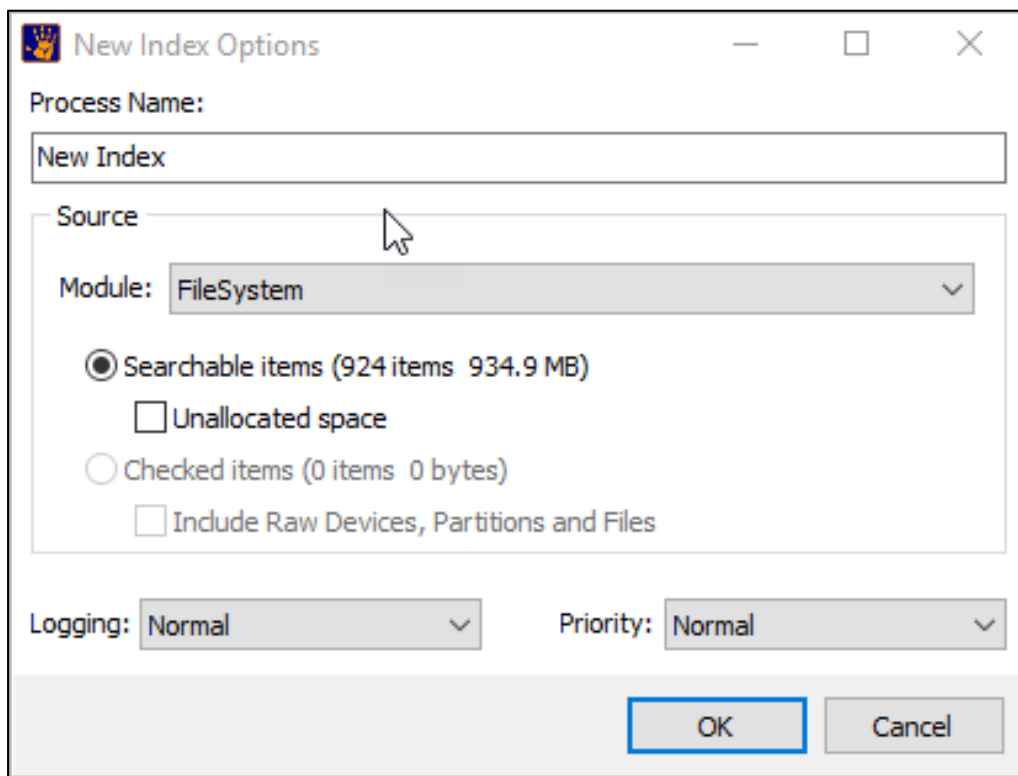 New Index Options
Process Name:
New Index
Source
Module: FileSystem
Searchable items (924 items  934.9 MB)
Unallocated space
Checked items (0 items  0 bytes)
Include Raw Devices, Partitions and Files
Logging: Normal Priority: Normal
OK Cancel